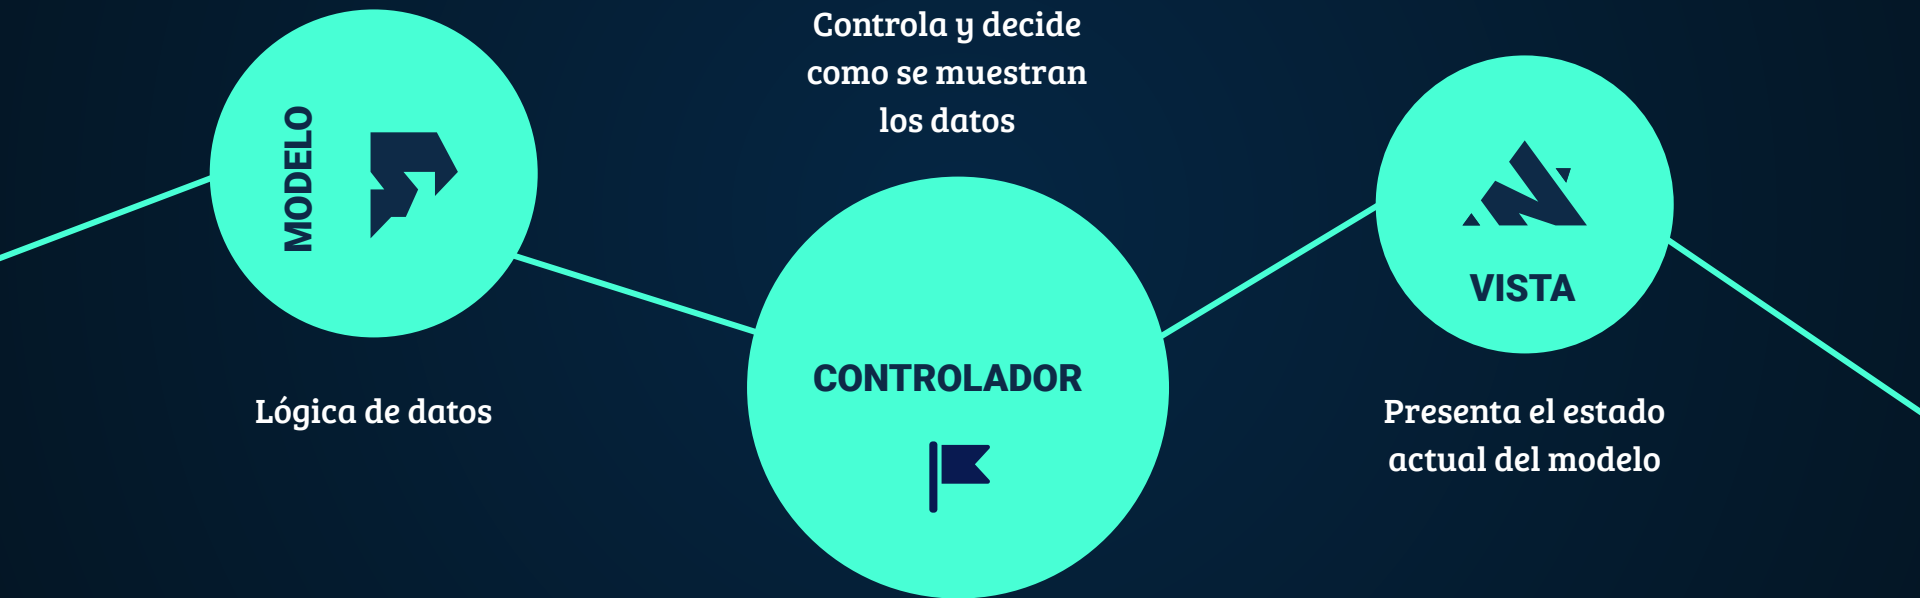 MODELO
Lógica de datos
Controla y decide
como se muestran
los datos
CONTROLADOR
VISTA
Presenta el estado
actual del modelo